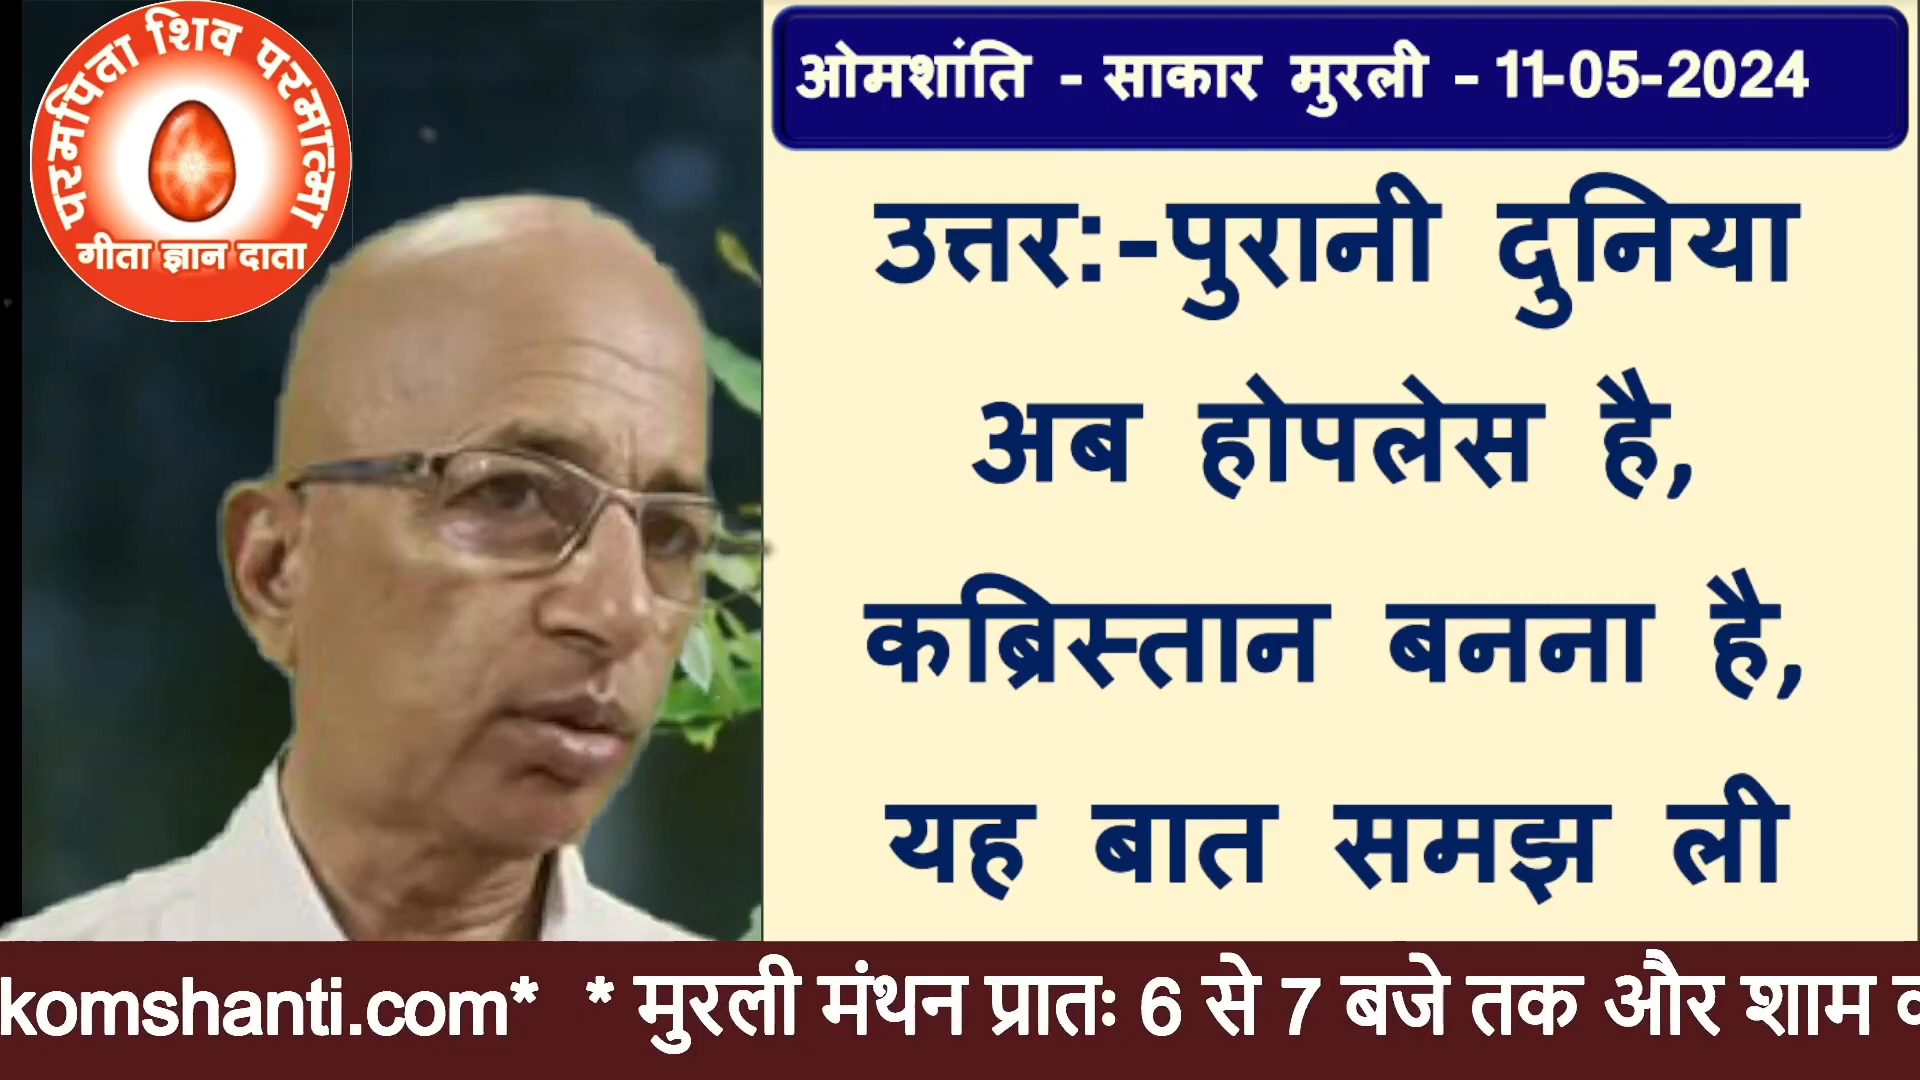 परमपिता शिव परमात्मा
गीता ज्ञान दाता
ओमशांति - साकार मुरली - 11-05-2024
उत्तर:-पुरानी दुनिया
अब होपलेस है,
कब्रिस्तान बनना है,
यह बात समझ ली
komshanti.com* * मुरली मंथन प्रातः 6 से 7 बजे तक और शाम